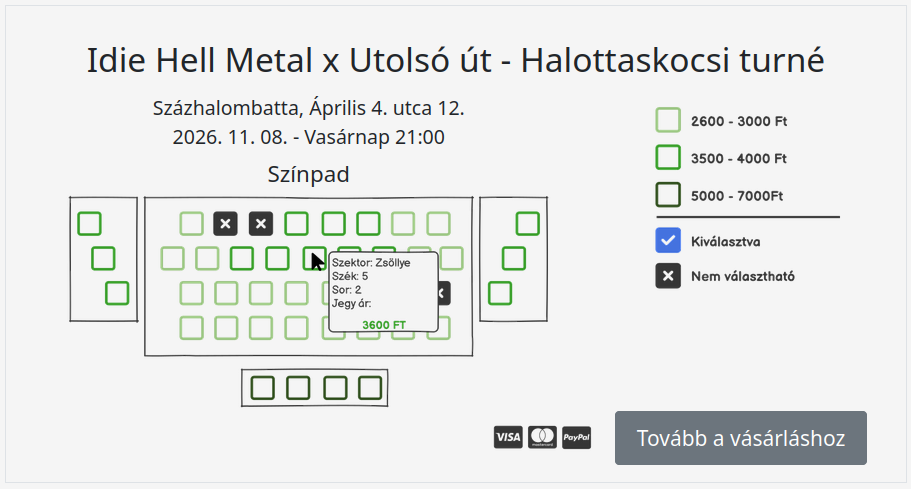 Idie Hell Metal x Utolsó út - Halottaskocsi turné
Százhalombatta, Április 4. utca 12.
2026. 11. 08. - Vasárnap 21:00
Színpad
Szektor: Zsöllye
Szék: 5
Sor: 2
Jegy ár:
3600 FT
2600 - 3000 Ft
3500 - 4000 Ft
5000 - 7000Ft
Kiválasztva
Nem választható
VISA mastercard PayPal
Tovább a vásárláshoz